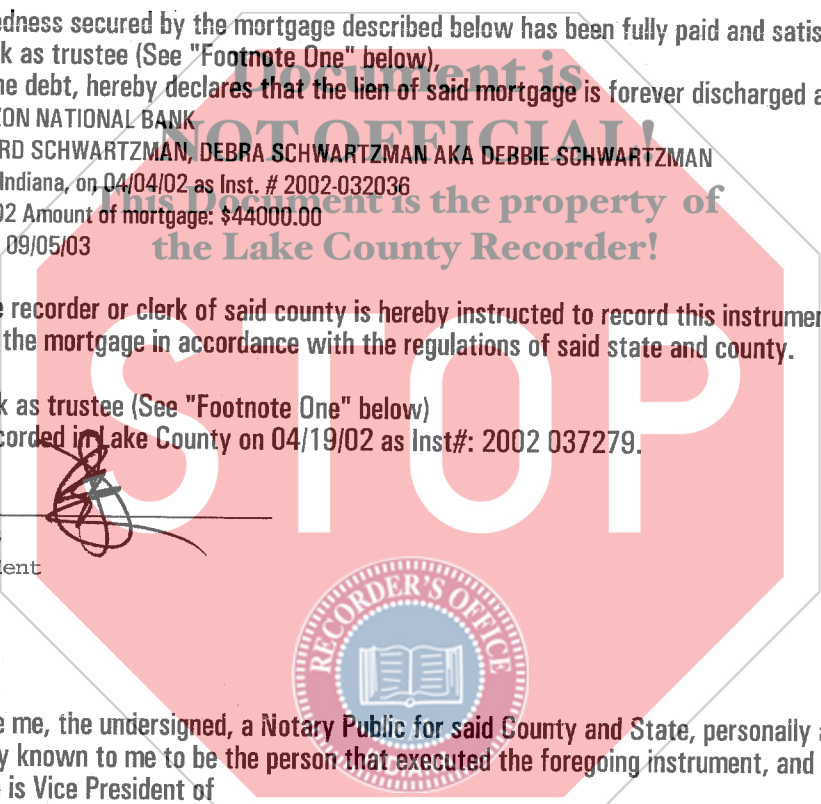 edness secured by the mortgage described below has been fully paid and satis
k as trustee (See "Footnote One" below),
Document is
ne debt, hereby declares that the lien of said mortgage is forever discharged a
ZON NATIONAL BANK
NOT OFFICIAL!
RD SCHWARTZMAN, DEBRA SCHWARTZMAN AKA DEBBIE SCHWARTZMAN
Indiana, on 04/04/02 as Inst. # 2002-032036
This Document is the property of
02 Amount of mortgage: $44000.00
09/05/03
the Lake County Recorder!
e recorder or clerk of said county is hereby instructed to record this instrumen
the mortgage in accordance with the regulations of said state and county.
STOP
k as trustee (See "Footnote One" below)
corded in Lake County on 04/19/02 as Inst#: 2002 037279.
dent
RECORDER'S OFFICE
e me, the undersigned, a Notary Public for said County and State, personally a
y known to me to be the person that executed the foregoing instrument, and
is Vice President of